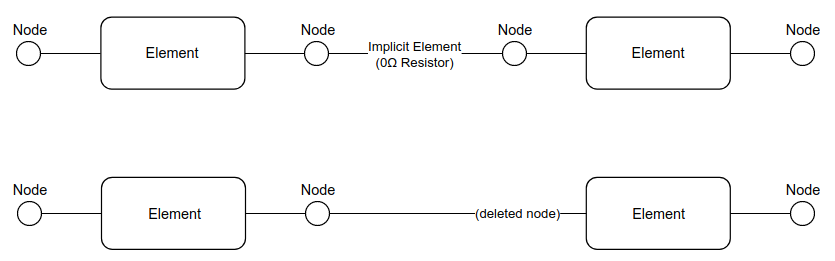 Node
Node
Node
Node
Element
Implicit Element
(0Ω Resistor)
Element
Node
Node
Node
Element
(deleted node)
Element